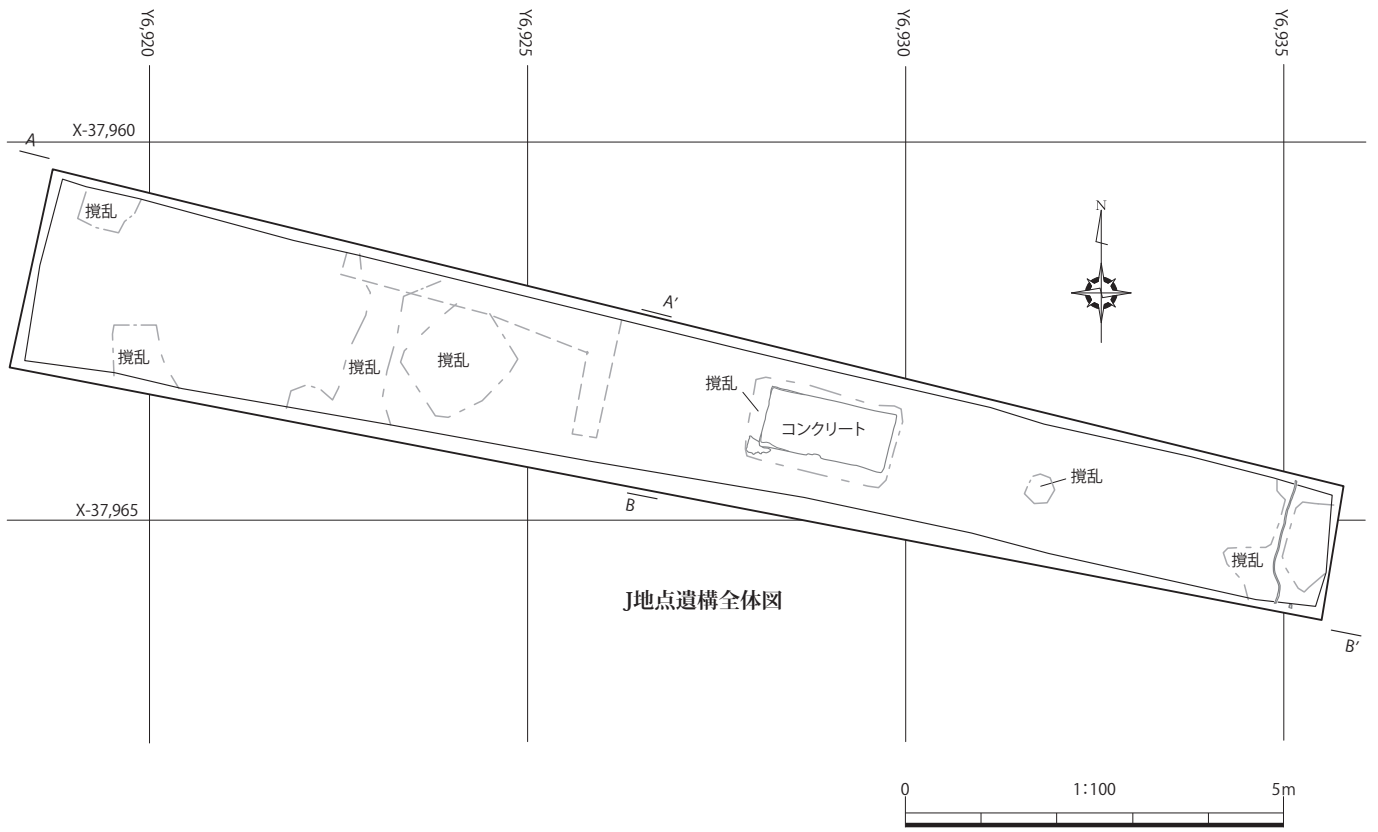 Y6,920
Y6,925
Y6,930
Y6,935
X-37,960
A
撹乱
N
A′
撹乱
撹乱
撹乱
撹乱
コンクリート
撹乱
B
X-37,965
撹乱
J地点遺構全体図
B′
0
1:100
5m